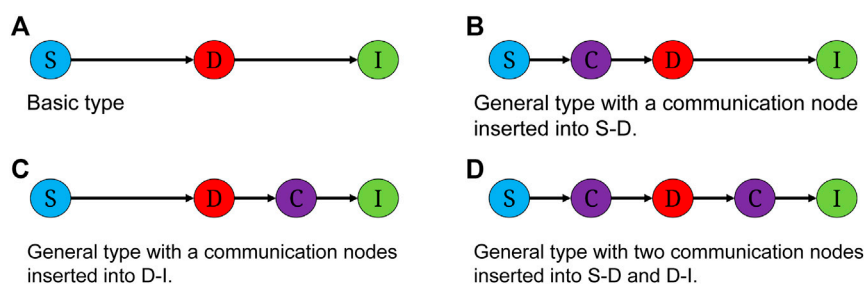 A
S D I
Basic type
B
S C D I
General type with a communication node
inserted into S-D.
C
S D C I
General type with a communication nodes
inserted into D-I.
D
S C D C I
General type with two communication nodes
inserted into S-D and D-I.